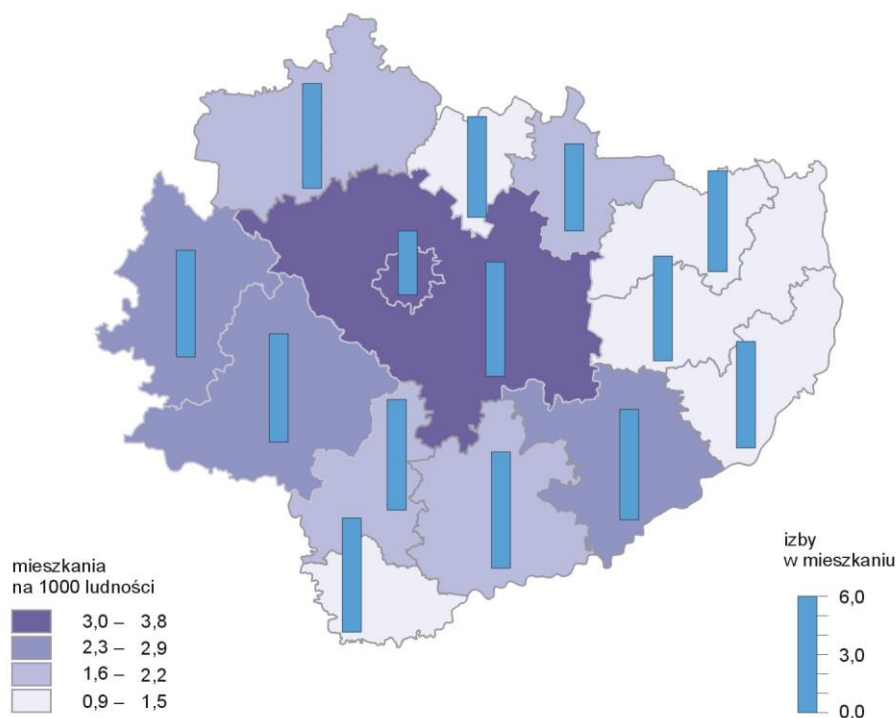 mieszkania
na 1000 ludności
3,0 – 3,8
2,3 – 2,9
1,6 – 2,2
0,9 – 1,5
izby
w mieszkaniu
6,0
3,0
0,0